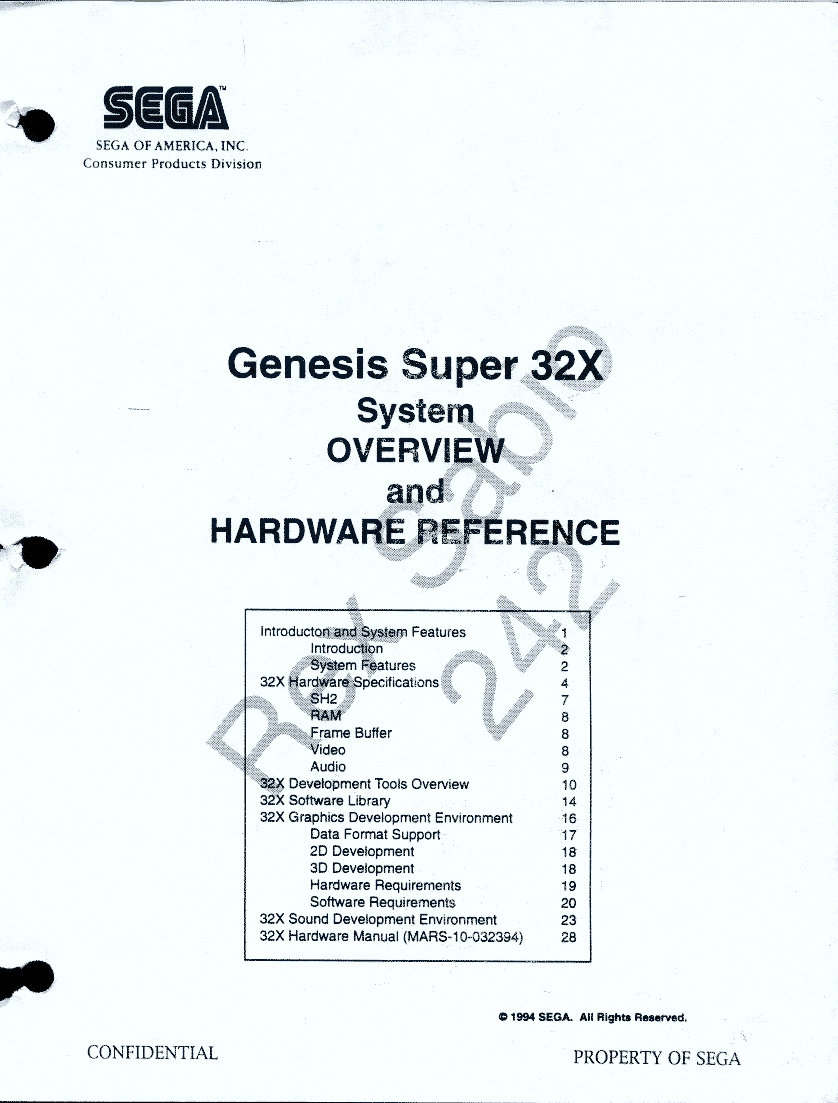 SEGA™
SEGA OF AMERICA, INC.
Consumer Products Division
Genesis Super 32X
System
OVERVIEW
and
HARDWARE REFERENCE
Rex Sabio
242
Introducton and System Features 1
Introduction 2
System Features 2
32X Hardware Specifications 4
SH2 7
RAM 8
Frame Buffer 8
Video 8
Audio 9
32X Development Tools Overview 10
32X Software Library 14
32X Graphics Development Environment 16
Data Format Support 17
2D Development 18
3D Development 18
Hardware Requirements 19
Software Requirements 20
32X Sound Development Environment 23
32X Hardware Manual (MARS-10-032394) 28
© 1994 SEGA. All Rights Reserved.
CONFIDENTIAL
PROPERTY OF SEGA